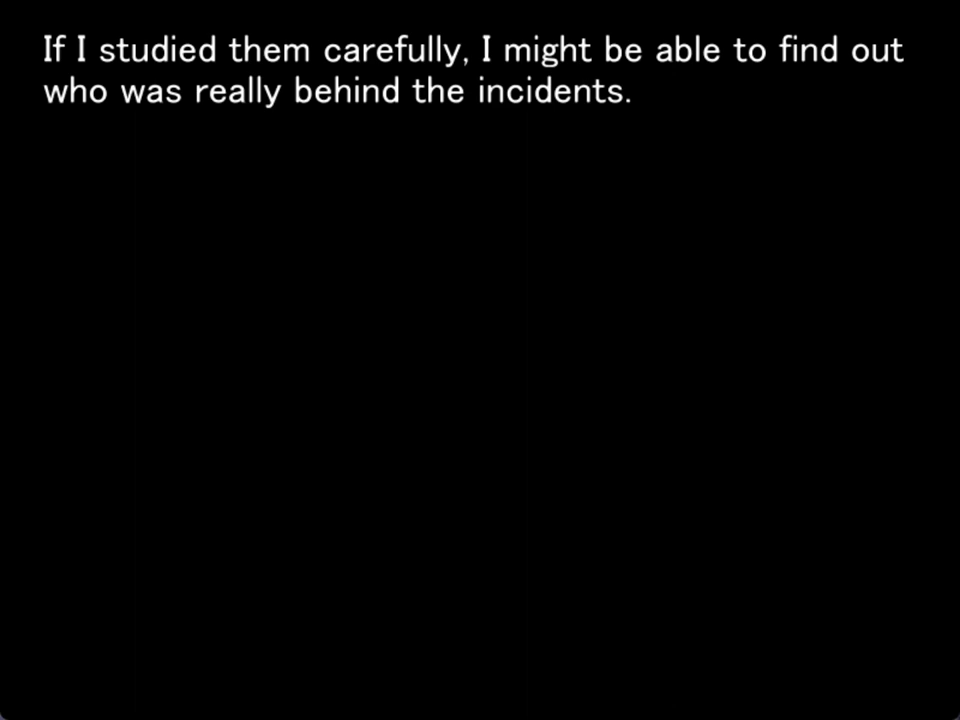 If I studied them carefully, I might be able to find out
who was really behind the incidents.